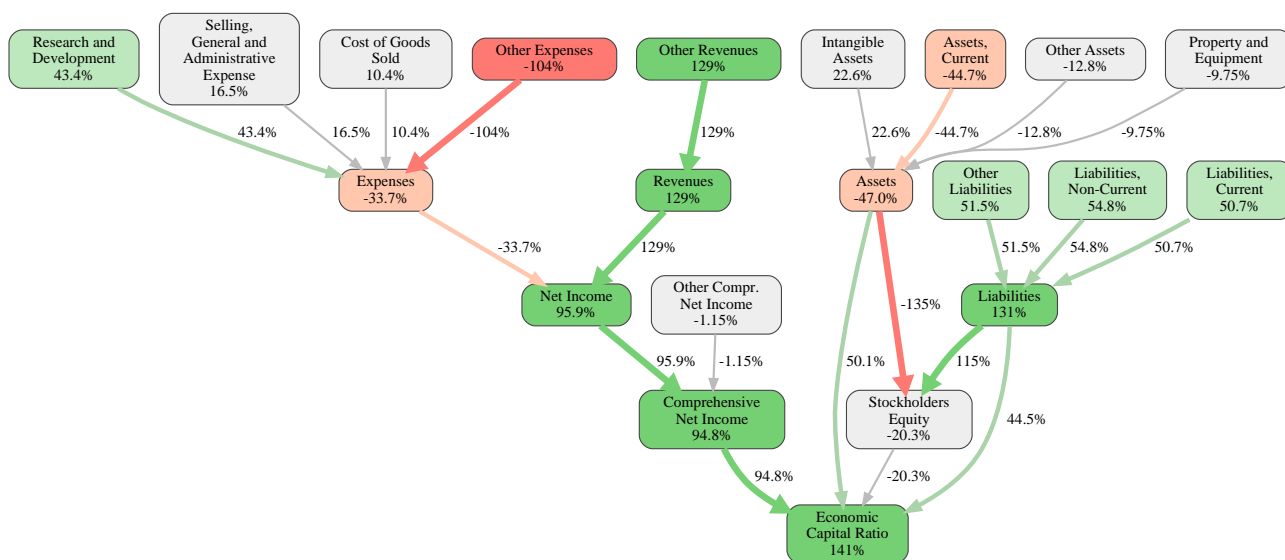 Research and
Development
43.4%
Selling,
General and
Administrative
Expense
16.5%
Cost of Goods
Sold
10.4%
Other Expenses
-104%
Other Revenues
129%
Intangible
Assets
22.6%
Assets,
Current
-44.7%
Other Assets
-12.8%
Property and
Equipment
-9.75%
43.4%
16.5%
10.4%
-104%
129%
22.6%
-44.7%
-12.8%
-9.75%
Expenses
-33.7%
Revenues
129%
Assets
-47.0%
Other
Liabilities
51.5%
Liabilities,
Non-Current
54.8%
Liabilities,
Current
50.7%
-33.7%
129%
51.5%
54.8%
50.7%
Net Income
95.9%
Other Compr.
Net Income
-1.15%
-135%
Liabilities
131%
95.9%
-1.15%
50.1%
115%
Comprehensive
Net Income
94.8%
Stockholders
Equity
-20.3%
44.5%
94.8%
-20.3%
Economic
Capital Ratio
141%